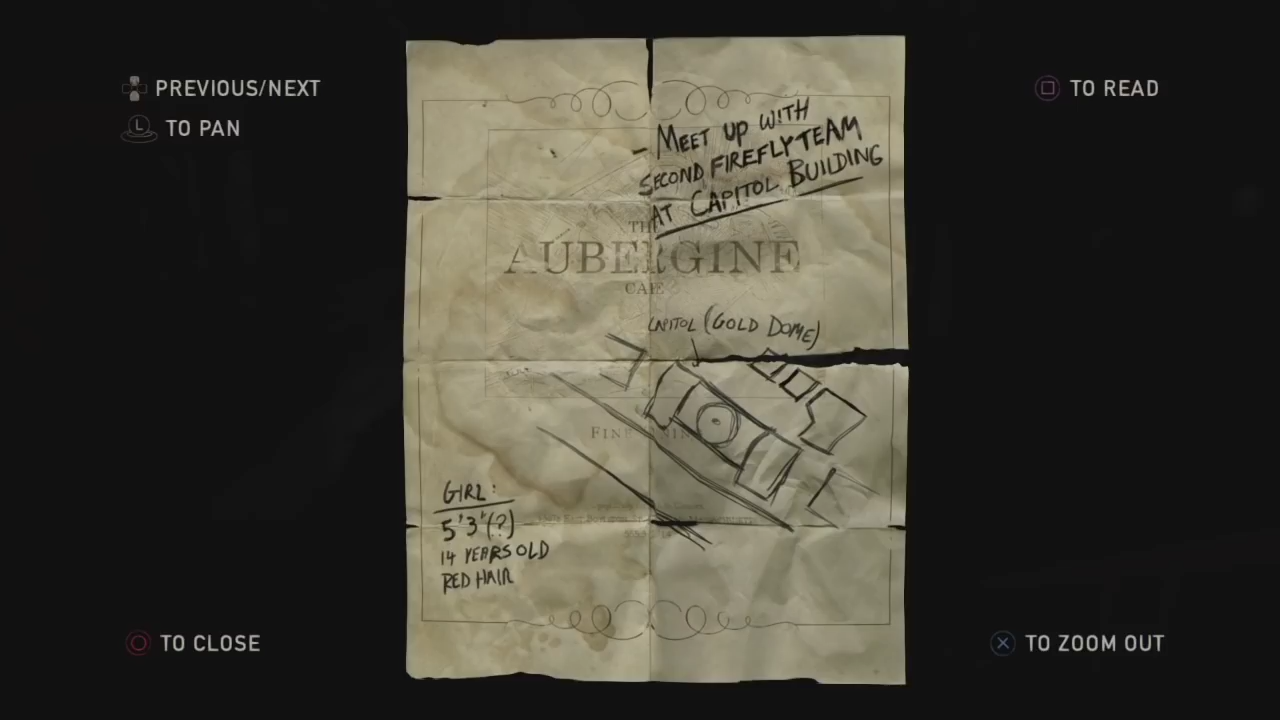 PREVIOUS/NEXT
L TO PAN
TO READ
- MEET UP WITH
SECOND FIREFLY TEAM
AT CAPITOL BUILDING
THE
AUBERGINE
CAFE
CAPITOL (GOLD DOME)
FINE DINING
GIRL:
5'3"(?)
14 YEARS OLD
RED HAIR
TO CLOSE
TO ZOOM OUT